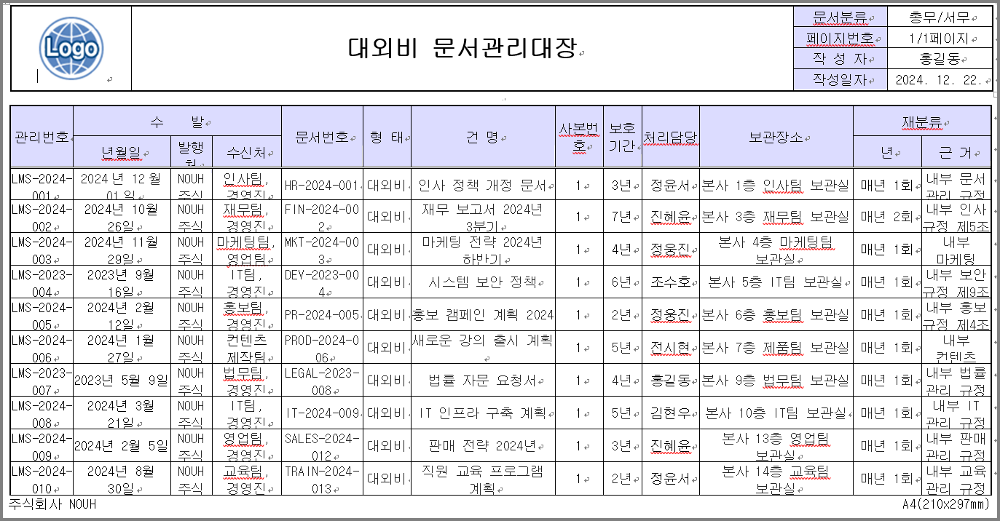 Logo
대외비 문서관리대장
문서분류 총무/서무
페이지번호 1/1페이지
작 성 자 홍길동
작성일자 2024. 12. 22.
관리번호 수 발 문서번호 형 태 건 명 사본번호 보호기간 처리담당 보관장소 재분류
년월일 발행처 수신처 년 근 거
LMS-2024-001 2024년 12월 01일 NOUH 주식 인사팀, 경영진 HR-2024-001 대외비 인사 정책 개정 문서 1 3년 정윤서 본사 1층 인사팀 보관실 매년 1회 내부 문서 관리 규정
LMS-2024-002 2024년 10월 26일 NOUH 주식 재무팀, 경영진 FIN-2024-002 대외비 재무 보고서 2024년 3분기 1 7년 진혜윤 본사 3층 재무팀 보관실 매년 2회 내부 인사 규정 제5조
LMS-2024-003 2024년 11월 29일 NOUH 주식 마케팅팀, 영업팀 MKT-2024-003 대외비 마케팅 전략 2024년 하반기 1 4년 정웅진 본사 4층 마케팅팀 보관실 매년 1회 내부 마케팅
LMS-2023-004 2023년 9월 16일 NOUH 주식 IT팀, 경영진 DEV-2023-004 대외비 시스템 보안 정책 1 6년 조수호 본사 5층 IT팀 보관실 매년 1회 내부 보안 규정 제9조
LMS-2024-005 2024년 2월 12일 NOUH 주식 홍보팀, 경영진 PR-2024-005 대외비 홍보 캠페인 계획 2024 1 2년 정웅진 본사 6층 홍보팀 보관실 매년 1회 내부 홍보 규정 제4조
LMS-2024-006 2024년 1월 27일 NOUH 주식 컨텐츠 제작팀 PROD-2024-006 대외비 새로운 강의 출시 계획 1 5년 전시현 본사 7층 제품팀 보관실 매년 1회 내부 컨텐츠
LMS-2023-007 2023년 5월 9일 NOUH 주식 법무팀, 경영진 LEGAL-2023-008 대외비 법률 자문 요청서 1 4년 홍길동 본사 9층 법무팀 보관실 매년 1회 내부 법률 관리 규정
LMS-2024-008 2024년 3월 21일 NOUH 주식 IT팀, 경영진 IT-2024-009 대외비 IT 인프라 구축 계획 1 5년 김현우 본사 10층 IT팀 보관실 매년 1회 내부 IT 관리 규정
LMS-2024-009 2024년 2월 5일 NOUH 주식 영업팀, 경영진 SALES-2024-012 대외비 판매 전략 2024년 1 3년 진혜윤 본사 13층 영업팀 보관실 매년 1회 내부 판매 관리 규정
LMS-2024-010 2024년 8월 30일 NOUH 주식 교육팀, 경영진 TRAIN-2024-013 대외비 직원 교육 프로그램 계획 1 2년 정윤서 본사 14층 교육팀 보관실 매년 1회 내부 교육 관리 규정
주식회사 NOUH A4(210x297mm)